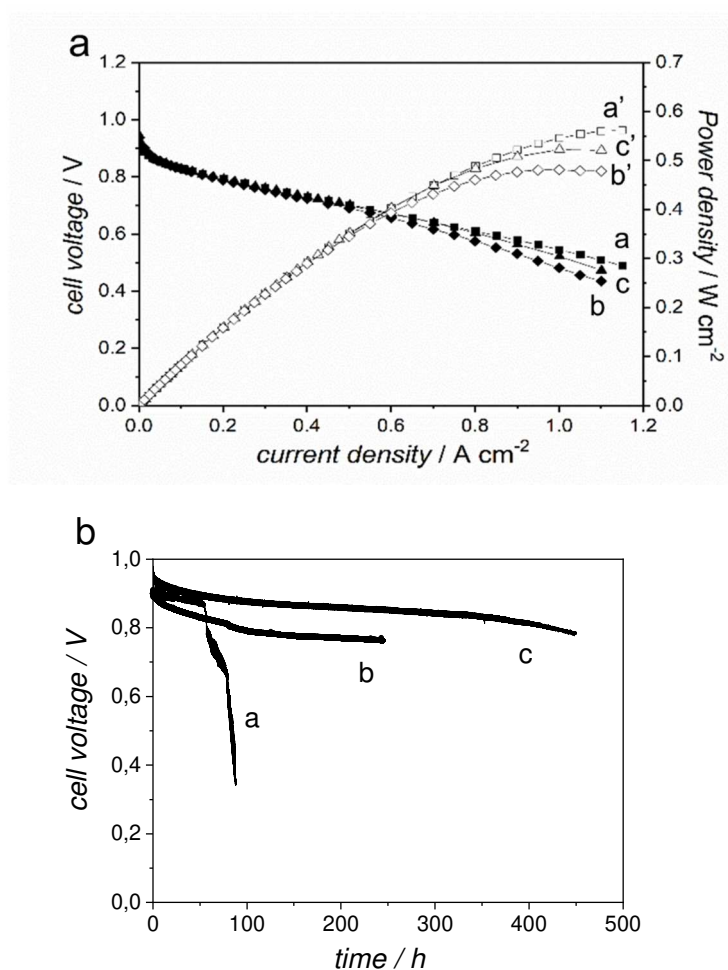 a
1.2
1.0
0.8
0.6
0.4
0.2
0.0
cell voltage / V
0.7
0.6
0.5
0.4
0.3
0.2
0.1
0.0
Power density / W cm-2
a'
c'
b'
a
c
b
0.0 0.2 0.4 0.6 0.8 1.0 1.2
current density / A cm-2
b
1,0
0,8
0,6
0,4
0,2
0,0
cell voltage / V
a
b
c
0 100 200 300 400 500
time / h